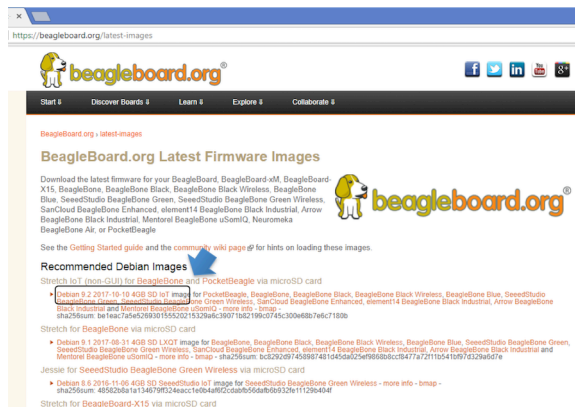 https://beagleboard.org/latest-images
beagleboard.org®
Start
Discover Boards
Learn
Explore
Collaborate
BeagleBoard.org › latest-images
BeagleBoard.org Latest Firmware Images
Download the latest firmware for your BeagleBoard, BeagleBoard-xM, BeagleBoard-
X15, BeagleBone, BeagleBone Black, BeagleBone Black Wireless, BeagleBone
Blue, SeeedStudio BeagleBone Green, SeeedStudio BeagleBone Green Wireless,
SanCloud BeagleBone Enhanced, element14 BeagleBone Black Industrial, Arrow
BeagleBone Black Industrial, Mentorel BeagleBone uSomIQ, Neuromeka
BeagleBone Air, or PocketBeagle
beagleboard.org®
See the Getting Started guide and the community wiki page for hints on loading these images.
Recommended Debian Images
Stretch IoT (non-GUI) for BeagleBone and PocketBeagle via microSD card
Debian 9.2 2017-10-10 4GB SD IoT image for PocketBeagle, BeagleBone, BeagleBone Black, BeagleBone Black Wireless, BeagleBone Blue, SeeedStudio
BeagleBone Green, SeeedStudio BeagleBone Green Wireless, SanCloud BeagleBone Enhanced, element14 BeagleBone Black Industrial, Arrow BeagleBone
Black Industrial and Mentorel BeagleBone uSomIQ - more info - bmap -
sha256sum:
Stretch for BeagleBone via microSD card
Debian 9.1 2017-08-31 4GB SD LXQT image for BeagleBone, BeagleBone Black, BeagleBone Black Wireless, BeagleBone Blue, SeeedStudio BeagleBone Green,
SeeedStudio BeagleBone Green Wireless, SanCloud BeagleBone Enhanced, element14 BeagleBone Black Industrial, Arrow BeagleBone Black Industrial and
Mentorel BeagleBone uSomIQ - more info - bmap - sha256sum:
Jessie for SeeedStudio BeagleBone Green Wireless via microSD card
Debian 8.6 2016-11-06 4GB SD SeeedStudio IoT image for SeeedStudio BeagleBone Green Wireless - more info - bmap -
sha256sum:
Stretch for BeagleBoard-X15 via microSD card